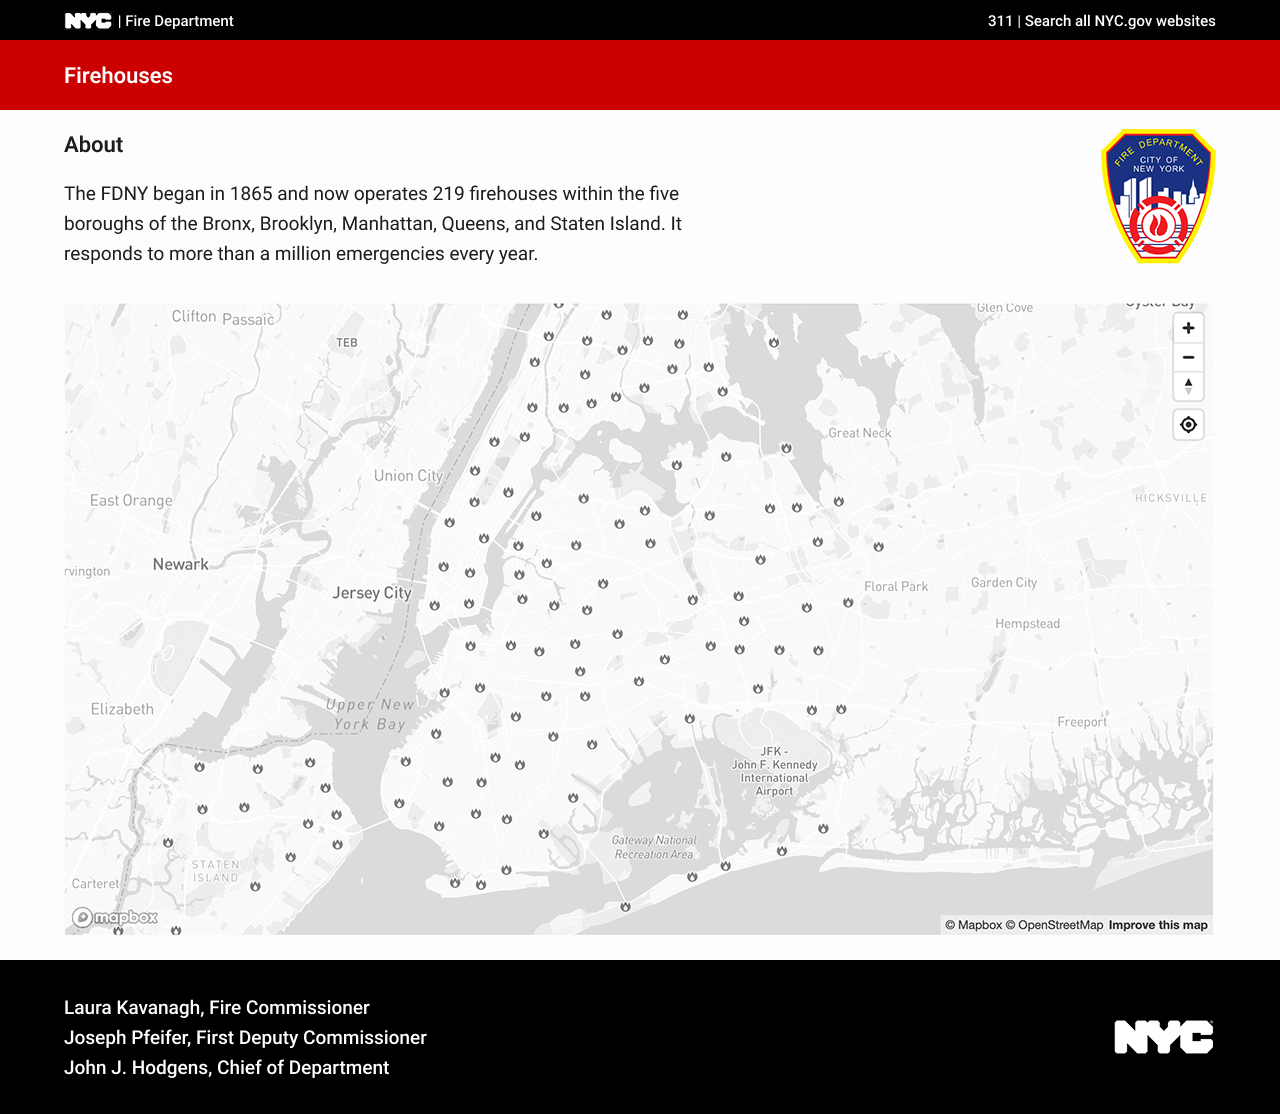 NYC | Fire Department
311 | Search all NYC.gov websites
Firehouses
About
FIRE DEPARTMENT
CITY OF
NEW YORK
The FDNY began in 1865 and now operates 219 firehouses within the five
boroughs of the Bronx, Brooklyn, Manhattan, Queens, and Staten Island. It
responds to more than a million emergencies every year.
Oyster Bay
Glen Cove
Clifton
Passaic
TEB
Great Neck
Union City
East Orange
HICKSVILLE
Newark
rvington
Jersey City
Floral Park
Garden City
Hempstead
Elizabeth
Upper New
York Bay
Freeport
JFK -
John F. Kennedy
International
Airport
Gateway National
Recreation Area
STATEN
ISLAND
Carteret
mapbox
© Mapbox © OpenStreetMap Improve this map
Laura Kavanagh, Fire Commissioner
Joseph Pfeifer, First Deputy Commissioner
John J. Hodgens, Chief of Department
NYC